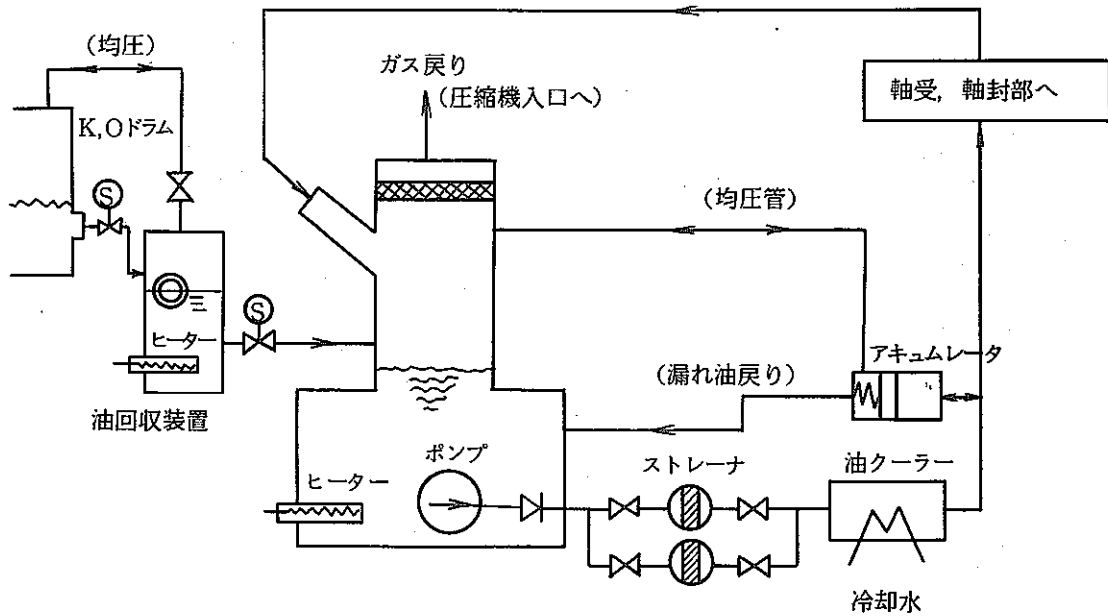 (均圧)
ガス戻り
(圧縮機入口へ)
軸受，軸封部へ
K,Oドラム
S
(均圧管)
S
ヒーター
アキュムレータ
(漏れ油戻り)
油回収装置
ポンプ
ストレーナ
油クーラー
ヒーター
冷却水